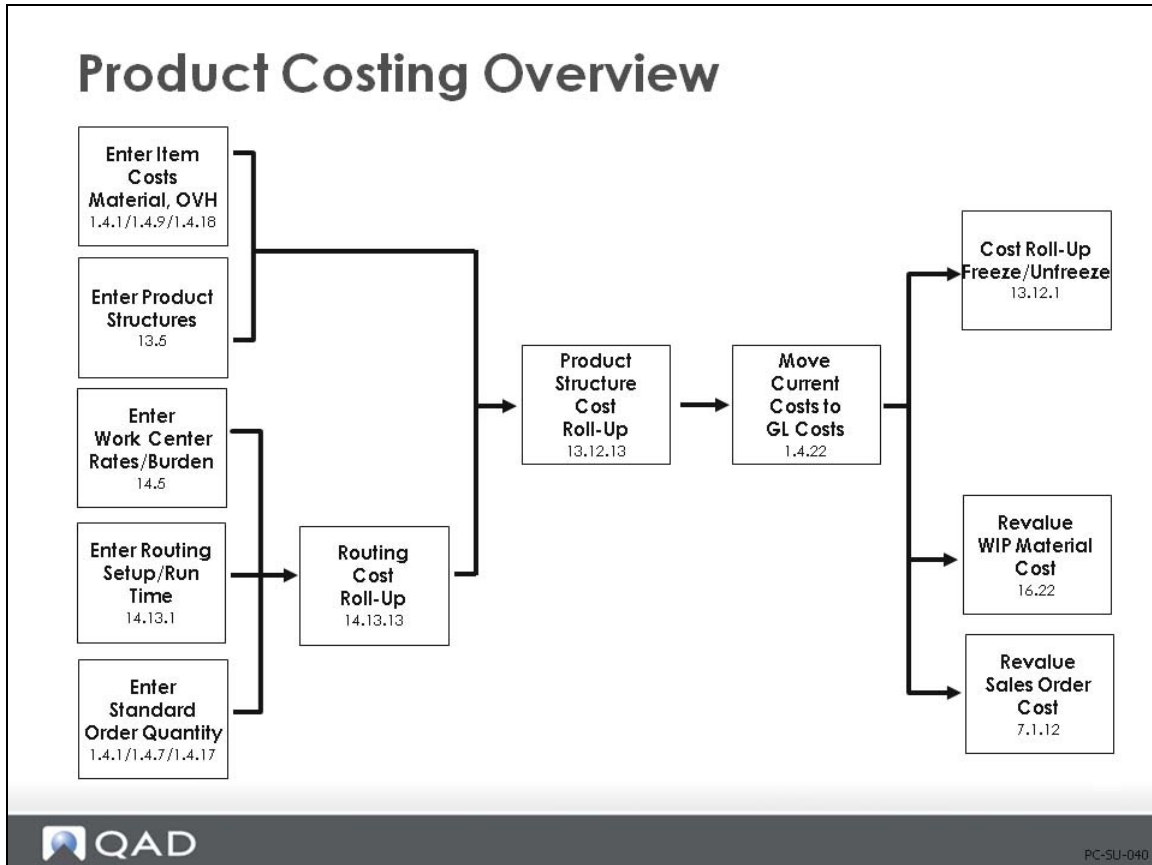 Product Costing Overview
Enter Item
Costs
Material, OVH
1.4.1/1.4.9/1.4.18
Enter Product
Structures
13.5
Enter
Work Center
Rates/Burden
14.5
Enter Routing
Setup/Run
Time
14.13.1
Enter
Standard
Order Quantity
1.4.1/1.4.7/1.4.17
Routing
Cost
Roll-Up
14.13.13
Product
Structure
Cost
Roll-Up
13.12.13
Move
Current
Costs to
GL Costs
1.4.22
Cost Roll-Up
Freeze/Unfreeze
13.12.1
Revalue
WIP Material
Cost
16.22
Revalue
Sales Order
Cost
7.1.12
QAD
PC-SU-040